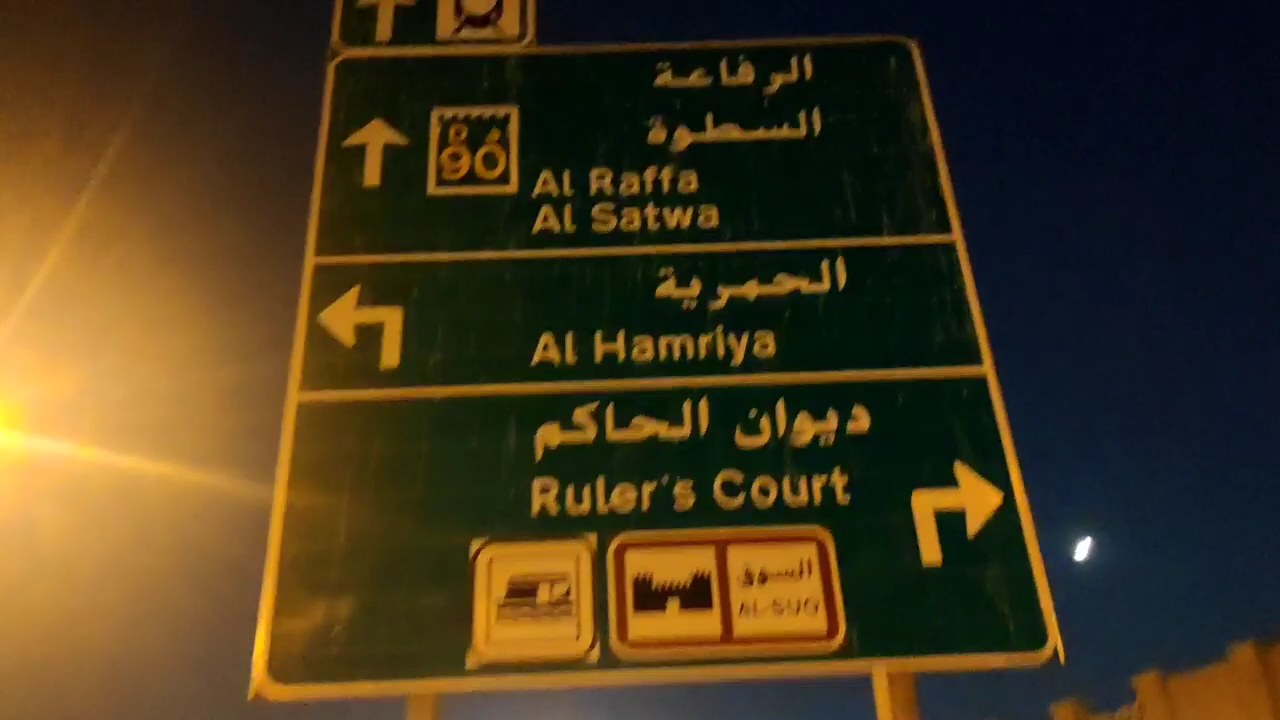 الرفاعة
السطوة
D د
90
Al Raffa
Al Satwa
الحمرية
Al Hamriya
ديوان الحاكم
Ruler's Court
السوق
AL-SUQ